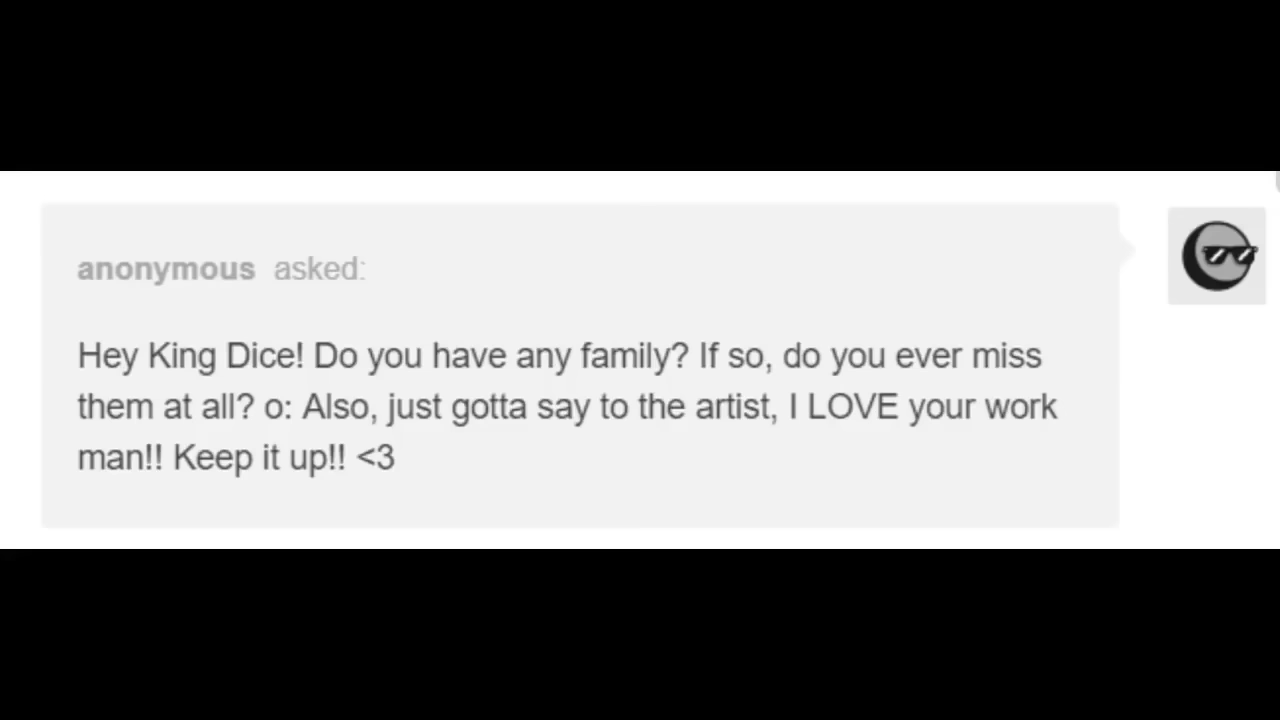 anonymous asked:
Hey King Dice! Do you have any family? If so, do you ever miss
them at all? o: Also, just gotta say to the artist, I LOVE your work
man!! Keep it up!! <3